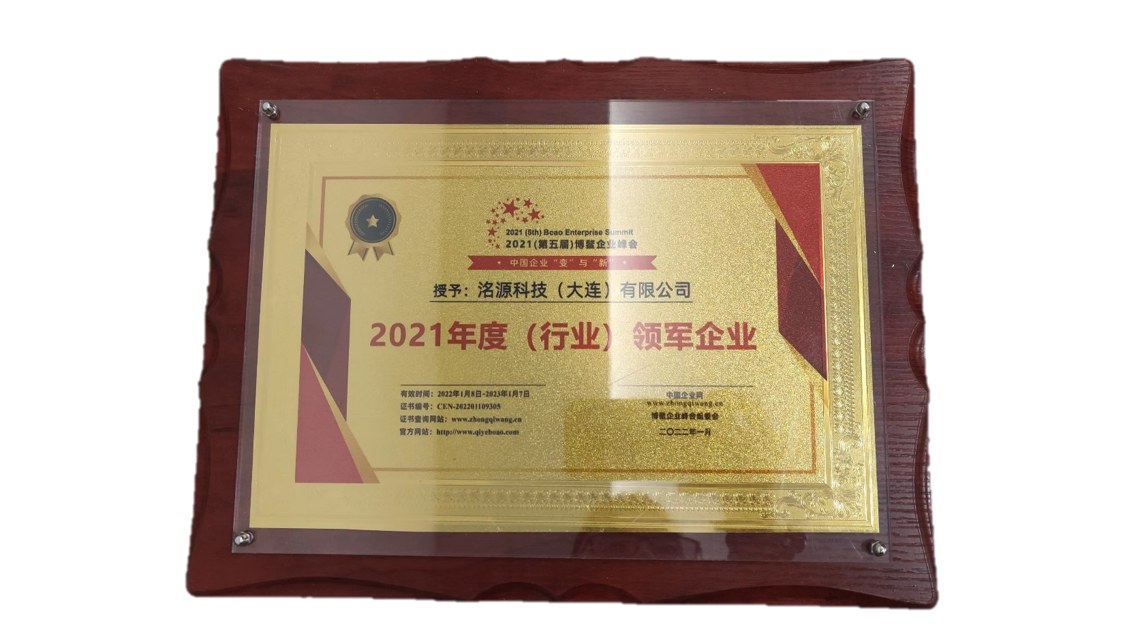 2021 (5th) Boao Enterprise Summit
2021(第五届)博鳌企业峰会
中国企业“变”与“新”
授予：洺源科技（大连）有限公司
2021年度（行业）领军企业
有效时间：2022年1月8日-2023年1月7日
证书编号：CEN-202201109305
证书查询网站：www.zhongqiwang.cn
官方网站：http://www.qiyeboao.com
中国企业网
www.zhongqiwang.cn
博鳌企业峰会组委会
二〇二二年一月